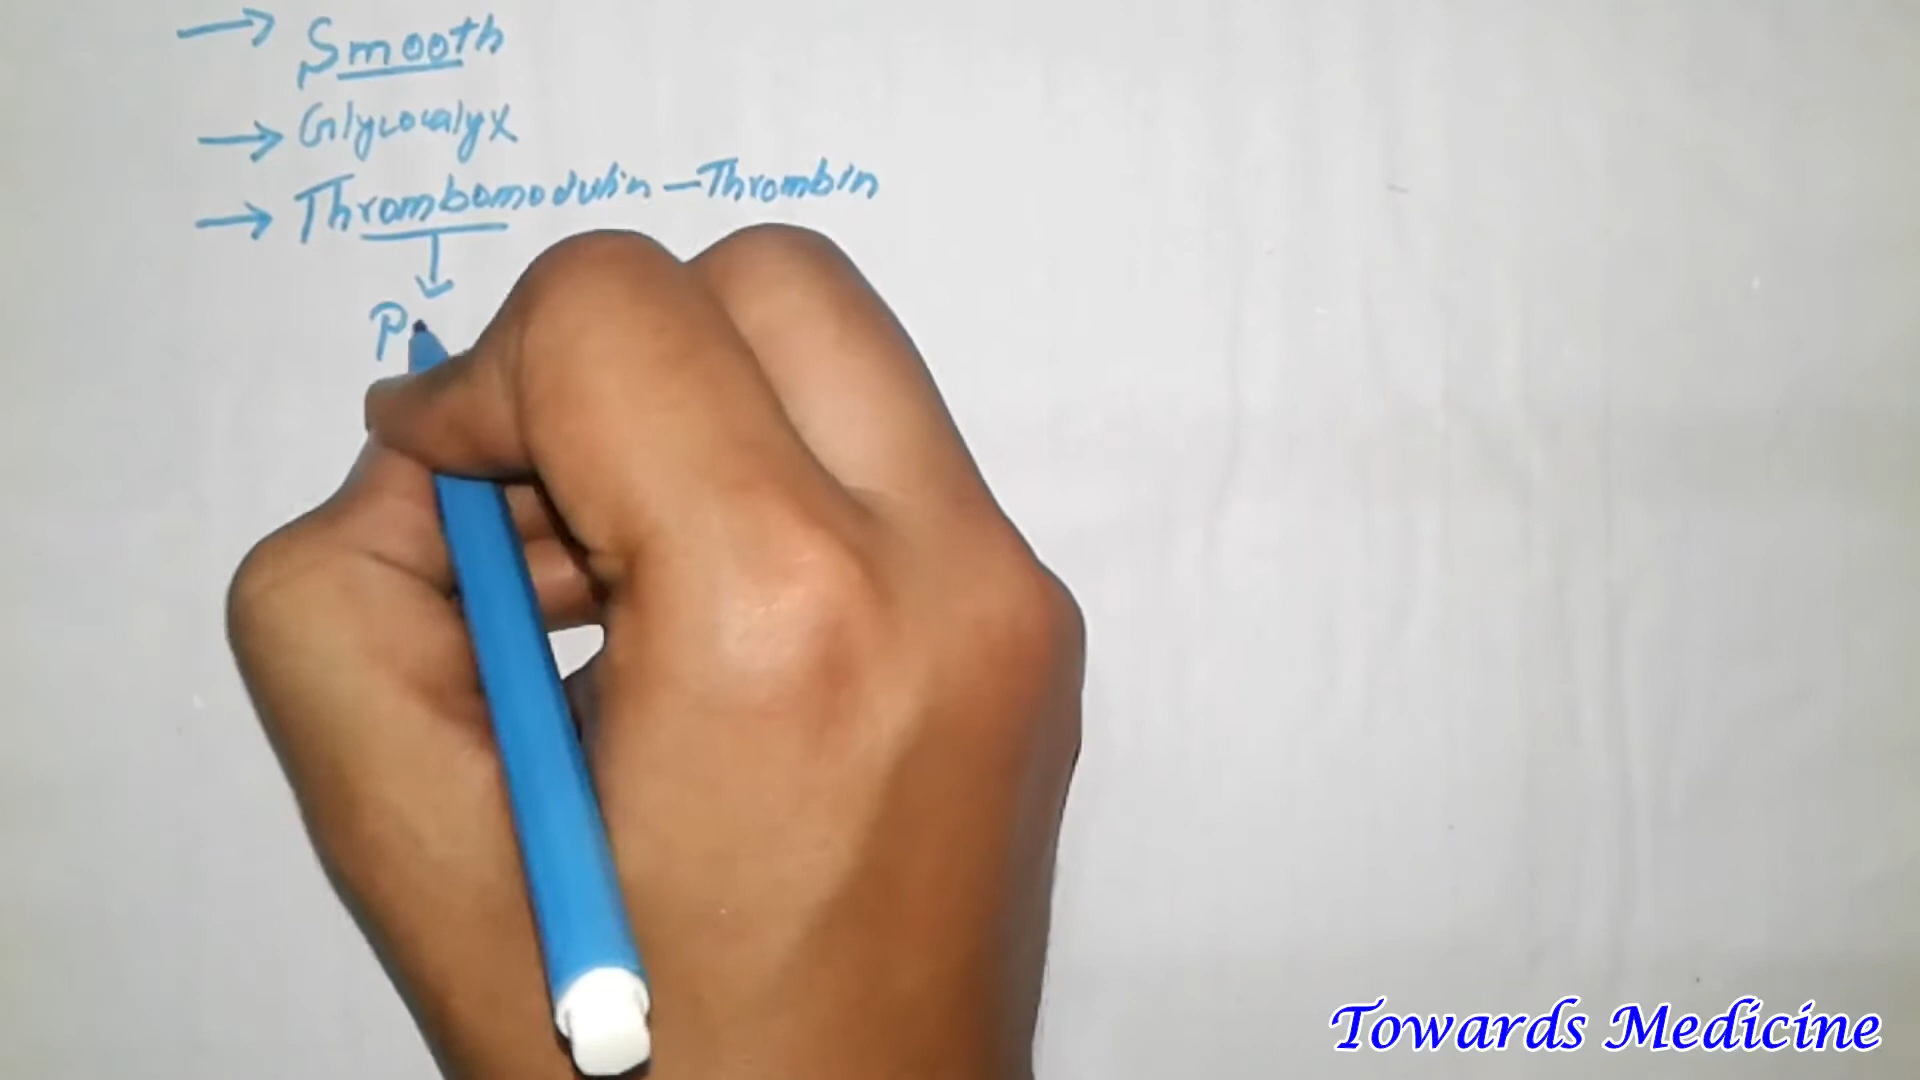 → Smooth
→ Glycocalyx
→ Thrombomodulin - Thrombin
P
Towards Medicine